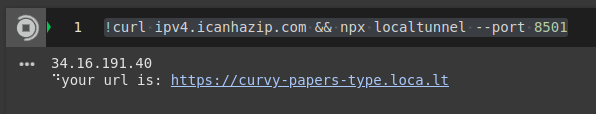 1 !curl ipv4.icanhazip.com && npx localtunnel --port 8501
34.16.191.40
⠙your url is: https://curvy-papers-type.loca.lt